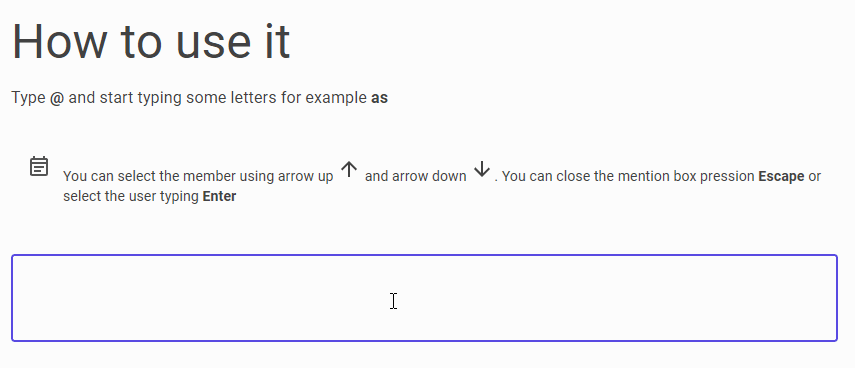 How to use it
Type @ and start typing some letters for example as
You can select the member using arrow up and arrow down . You can close the mention box pression Escape or
select the user typing Enter